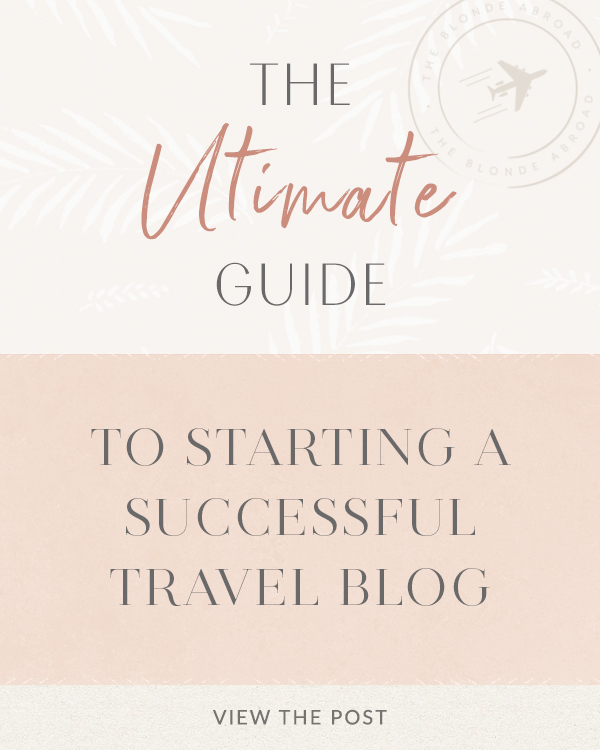 THE BLONDE ABROAD · THE BLONDE ABROAD ·
THE
Ultimate
GUIDE
TO STARTING A
SUCCESSFUL
TRAVEL BLOG
VIEW THE POST